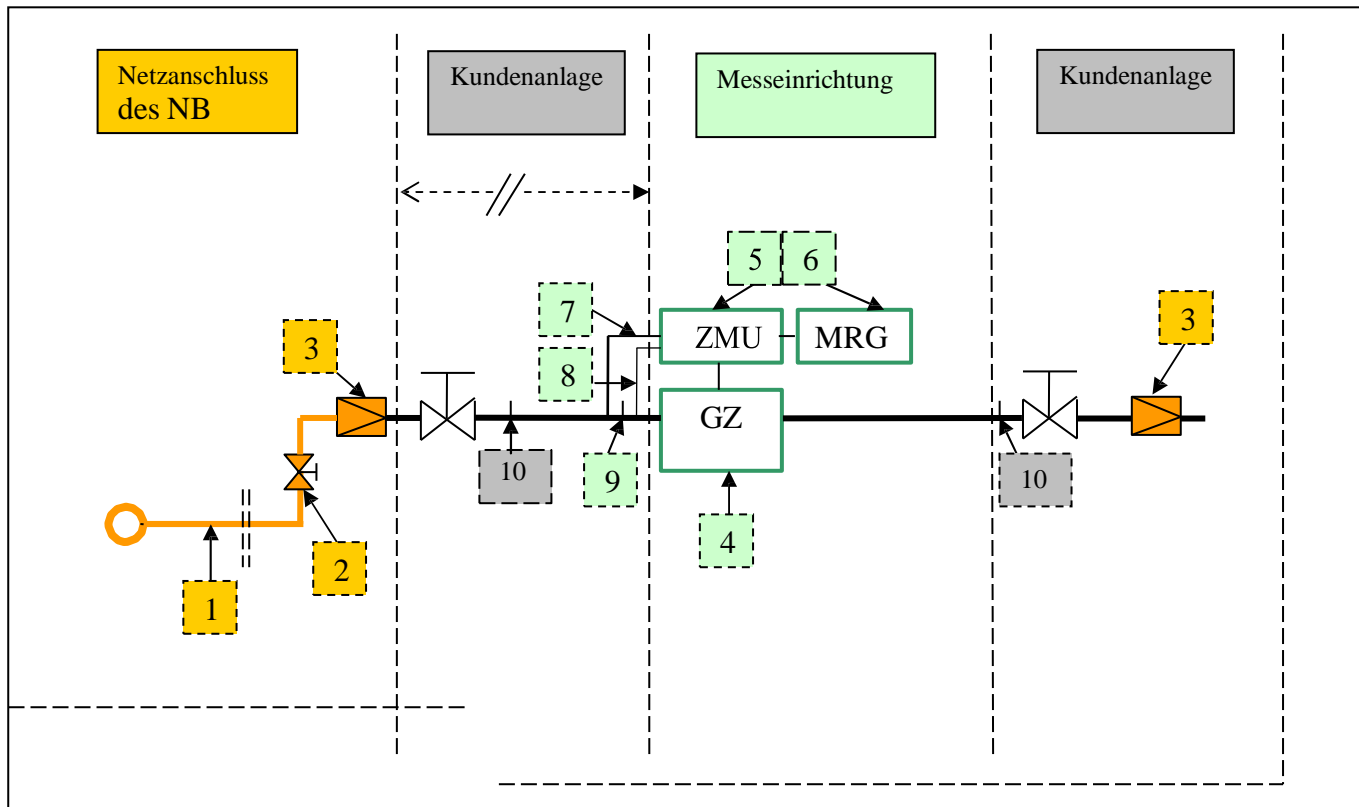 Netzanschluss
des NB
Kundenanlage
Messeinrichtung
Kundenanlage
5
6
7
ZMU
MRG
3
3
8
GZ
10
9
10
2
4
1